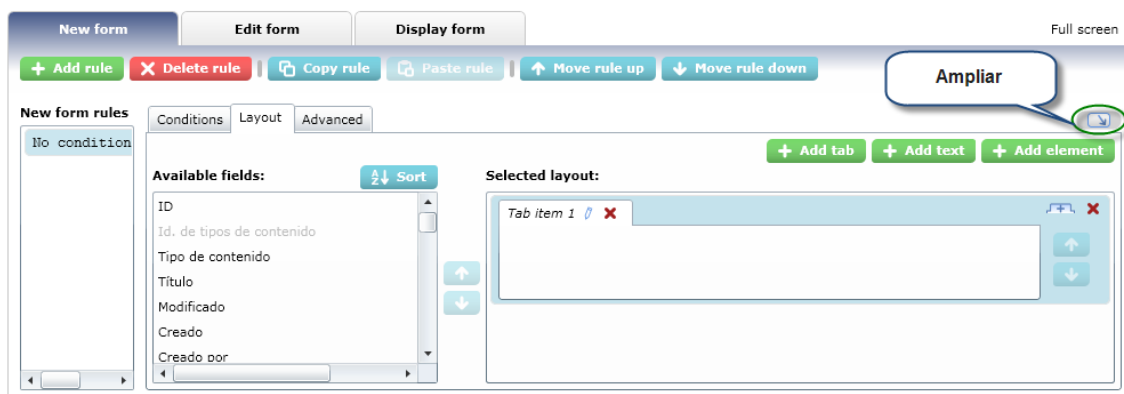 New form Edit form Display form Full screen
Add rule Delete rule Copy rule Paste rule Move rule up Move rule down
Ampliar
New form rules
Conditions Layout Advanced
No condition
Add tab Add text Add element
Available fields: Sort Selected layout:
ID
Tab item 1
Id. de tipos de contenido
Tipo de contenido
Título
Modificado
Creado
Creado por